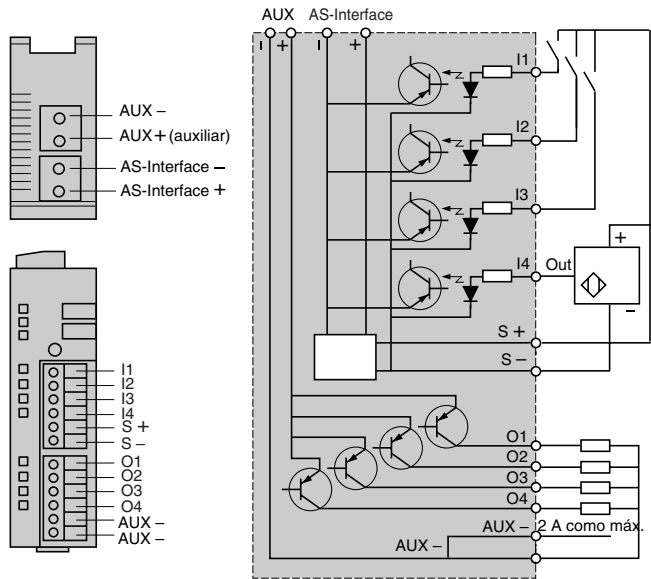 AUX –
AUX+ (auxiliar)
AS-Interface –
AS-Interface +
I1
I2
I3
I4
S +
S –
O1
O2
O3
O4
AUX –
AUX –
AUX AS-Interface
– + – +
I1
I2
I3
I4 Out
+
–
S +
S –
O1
O2
O3
O4
AUX – 2 A como máx.
AUX –